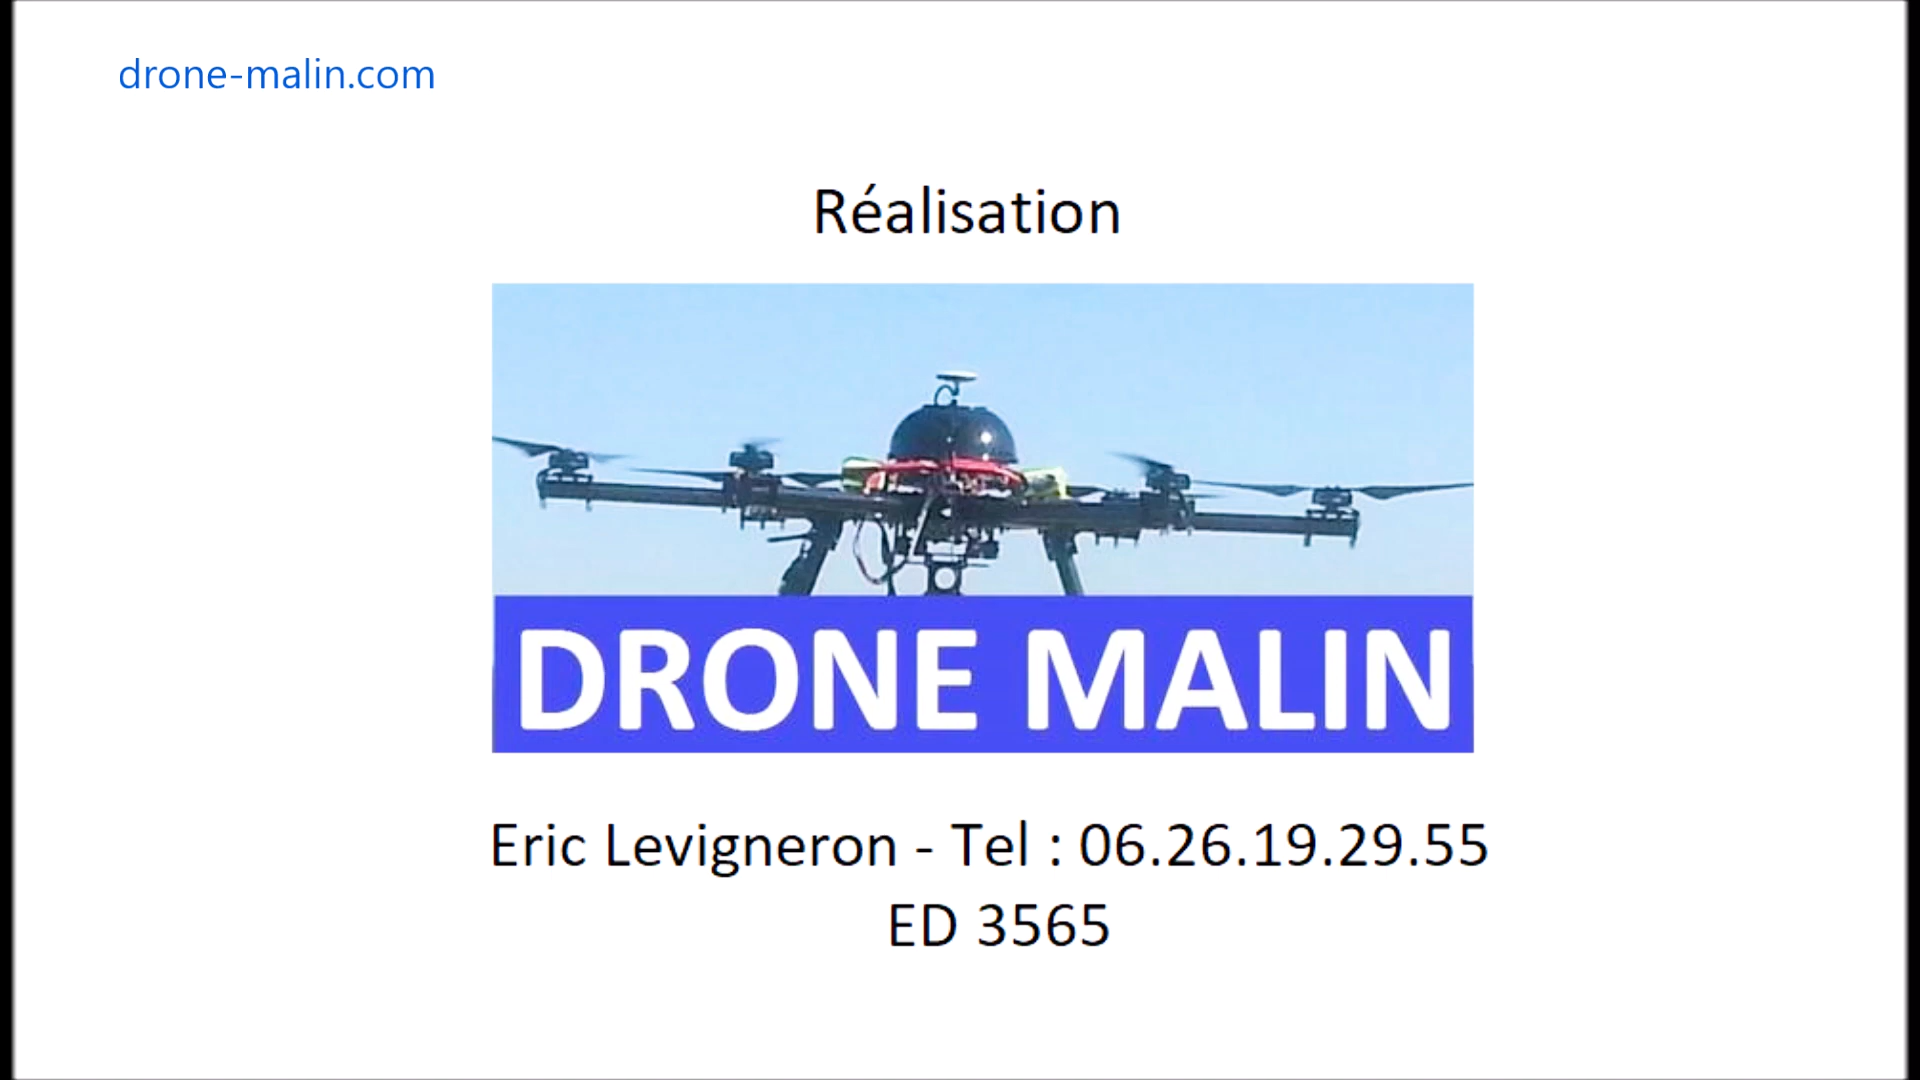 drone-malin.com
Réalisation
DRONE MALIN
Eric Levigneron - Tel : 06.26.19.29.55
ED 3565